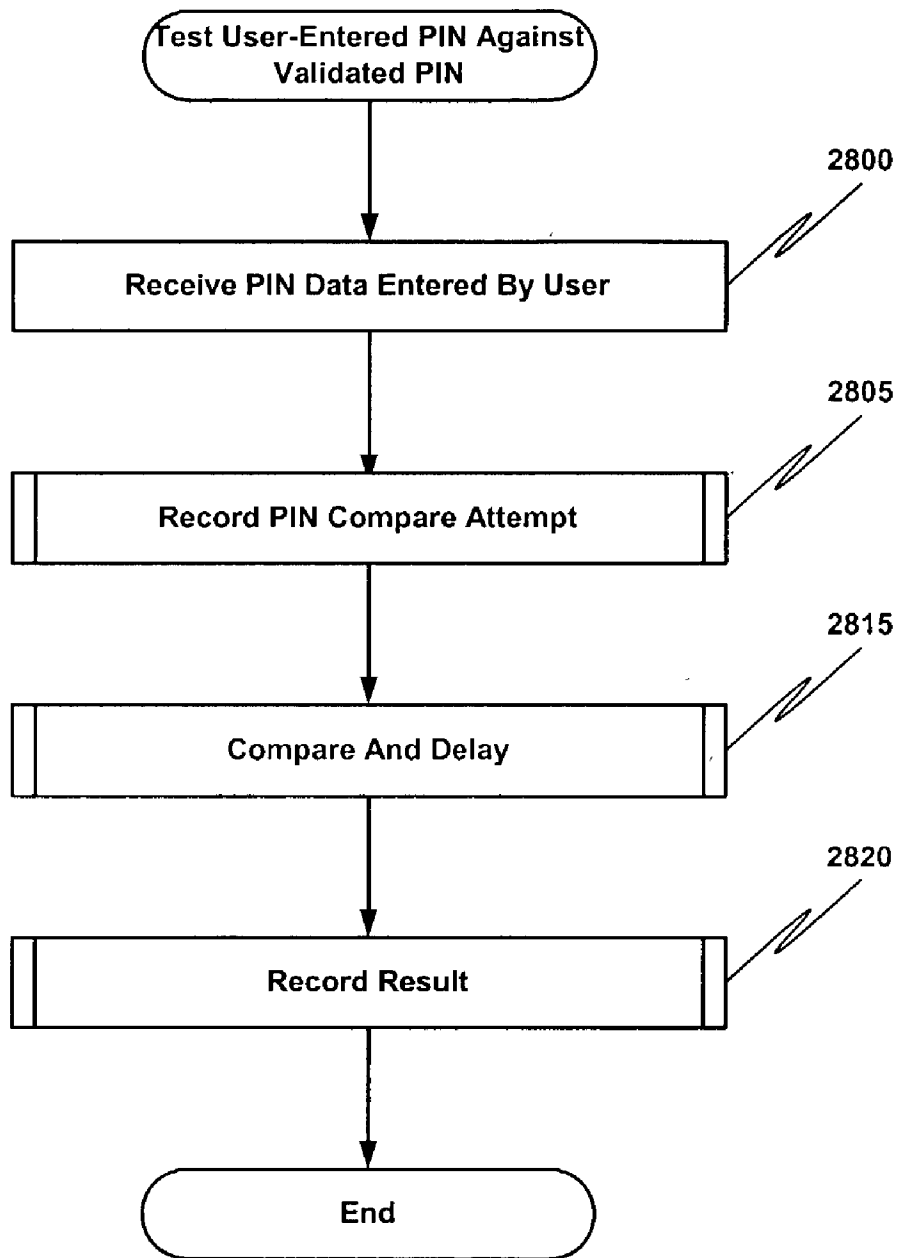 Test User-Entered PIN Against
Validated PIN
2800
Receive PIN Data Entered By User
2805
Record PIN Compare Attempt
2815
Compare And Delay
2820
Record Result
End